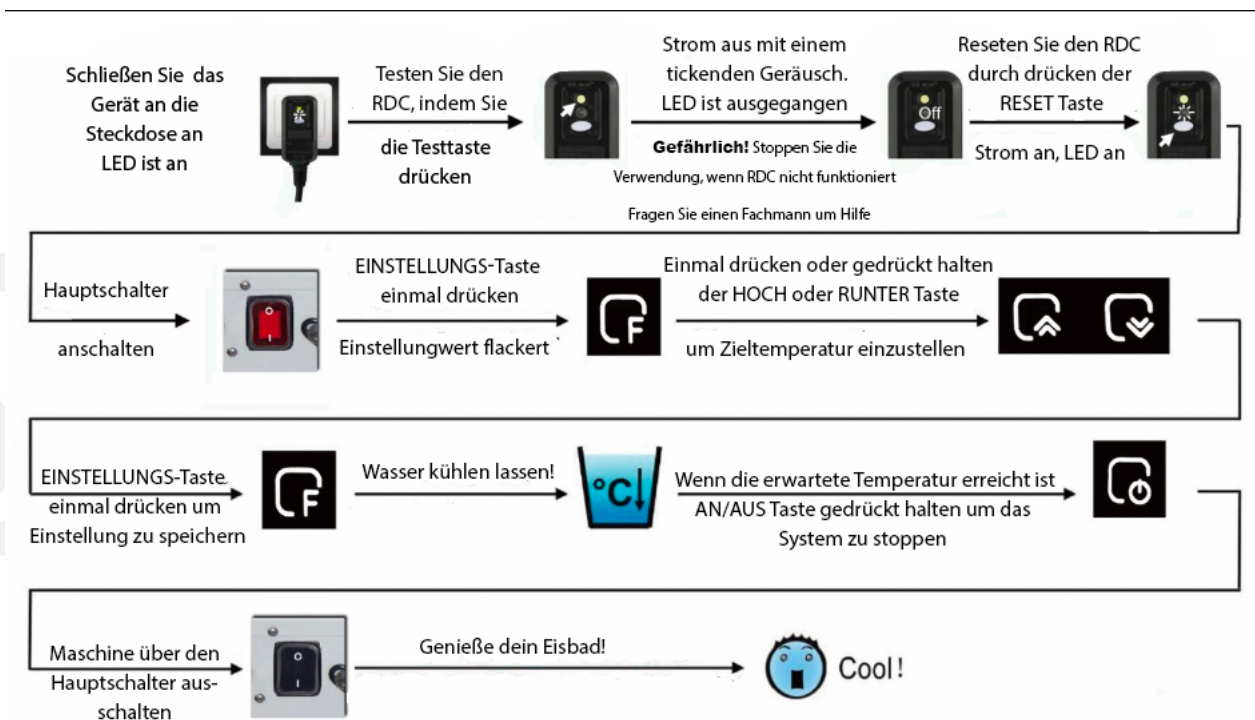 Schließen Sie das
Gerät an die
Steckdose an
LED ist an
Testen Sie den
RDC, indem Sie
die Testtaste
drücken
Strom aus mit einem
tickenden Geräusch.
LED ist ausgegangen
Gefährlich! Stoppen Sie die
Verwendung, wenn RDC nicht funktioniert
Fragen Sie einen Fachmann um Hilfe
Off
Reseten Sie den RDC
durch drücken der
RESET Taste
Strom an, LED an
Hauptschalter
anschalten
O
I
EINSTELLUNGS-Taste
einmal drücken
Einstellungwert flackert
F
Einmal drücken oder gedrückt halten
der HOCH oder RUNTER Taste
um Zieltemperatur einzustellen
EINSTELLUNGS-Taste
einmal drücken um
Einstellung zu speichern
F
Wasser kühlen lassen!
°C
Wenn die erwartete Temperatur erreicht ist
AN/AUS Taste gedrückt halten um das
System zu stoppen
Maschine über den
Hauptschalter aus-
schalten
O
I
Genieße dein Eisbad!
Cool!